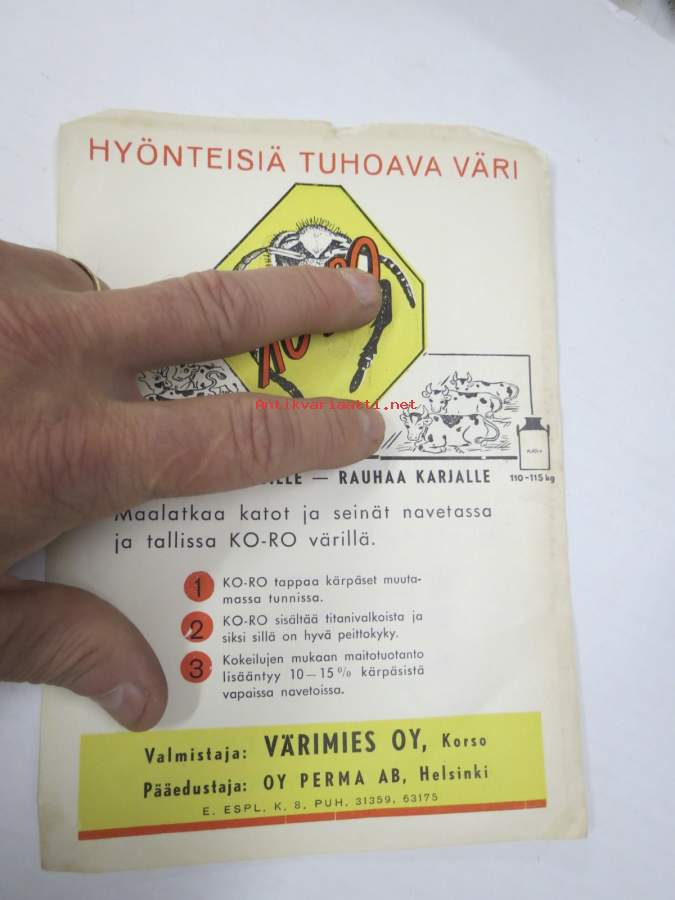 HYÖNTEISIÄ TUHOAVA VÄRI
Antikvariaatti.net
MAITO
— RAUHAA KARJALLE
110-115 kg
Maalatkaa katot ja seinät navetassa
ja tallissa KO-RO värillä.
1 KO-RO tappaa kärpäset muuta-
massa tunnissa.
2 KO-RO sisältää titanivalkoista ja
siksi sillä on hyvä peittokyky.
3 Kokeilujen mukaan maitotuotanto
lisääntyy 10—15 % kärpäsistä
vapaissa navetoissa.
Valmistaja: VÄRIMIES OY, Korso
Pääedustaja: OY PERMA AB, Helsinki
E. ESPL. K. 8, PUH. 31359, 63175